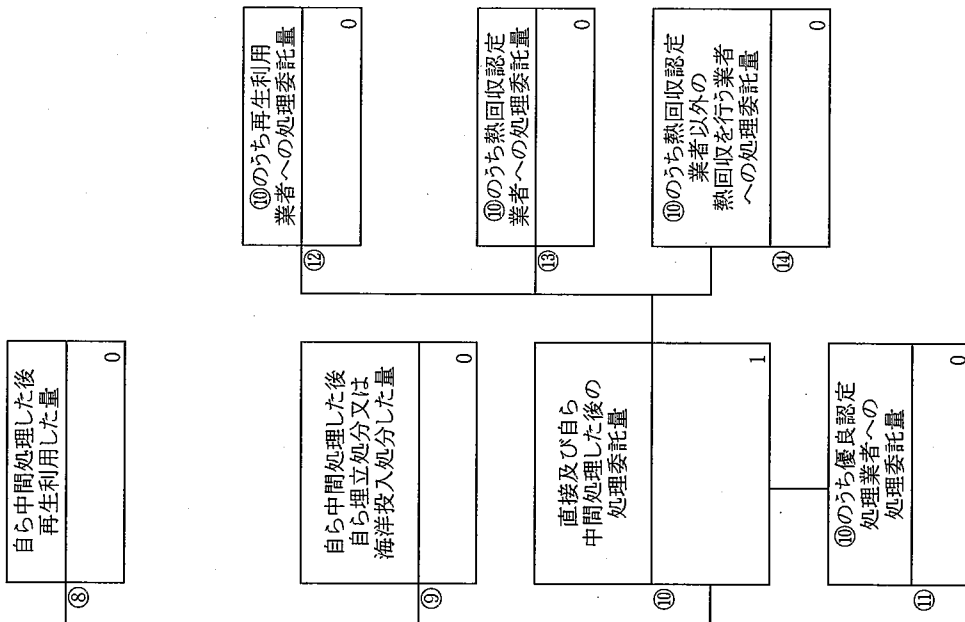 自ら中間処理した後
再生利用した量
⑧
0
自ら中間処理した後
自ら埋立処分又は
海洋投入処分した量
⑨
0
直接及び自ら
中間処理した後の
処理委託量
⑩
1
⑩のうち優良認定
処理業者への
処理委託量
⑪
0
⑩のうち再生利用
業者への処理委託量
⑫
0
⑩のうち熱回収認定
業者への処理委託量
⑬
0
⑩のうち熱回収認定
業者以外の
熱回収を行う業者
への処理委託量
⑭
0